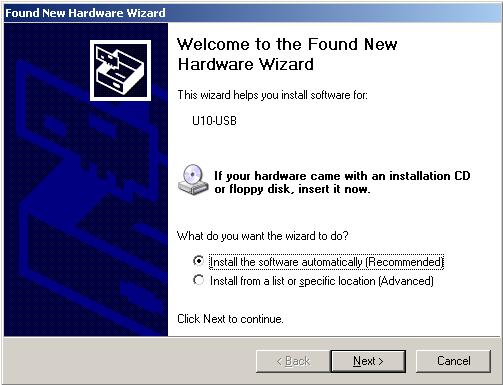 Found New Hardware Wizard
Welcome to the Found New
Hardware Wizard
This wizard helps you install software for:
U10-USB
If your hardware came with an installation CD
or floppy disk, insert it now.
What do you want the wizard to do?
Install the software automatically (Recommended)
Install from a list or specific location (Advanced)
Click Next to continue.
< Back Next > Cancel